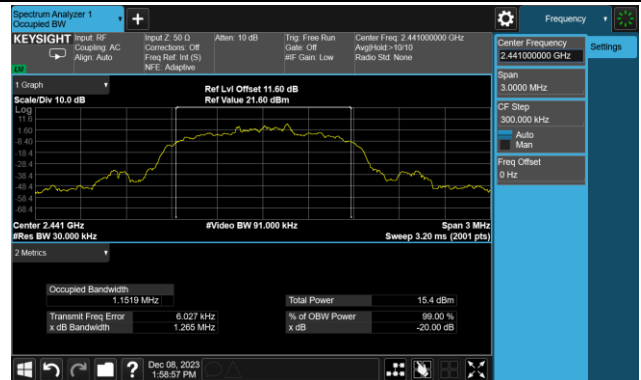 Spectrum Analyzer 1
Occupied BW
+
Frequency
KEYSIGHT
Input: RF
Coupling: AC
Align: Auto
Input Z: 50 Ω
Corrections: Off
Freq Ref: Int (S)
NFE: Adaptive
Atten: 10 dB
Trig: Free Run
Gate: Off
#IF Gain: Low
Center Freq: 2.441000000 GHz
Avg|Hold:>10/10
Radio Std: None
Center Frequency
2.441000000 GHz
Settings
Span
3.0000 MHz
CF Step
300.000 kHz
Auto
Man
Freq Offset
0 Hz
1 Graph
Scale/Div 10.0 dB
Ref Lvl Offset 11.60 dB
Ref Value 21.60 dBm
Log
11.6
1.60
-8.40
-18.4
-28.4
-38.4
-48.4
-58.4
-68.4
Center 2.441 GHz
#Res BW 30.000 kHz
#Video BW 91.000 kHz
Span 3 MHz
Sweep 3.20 ms (2001 pts)
2 Metrics
Occupied Bandwidth
1.1519 MHz
Total Power 15.4 dBm
Transmit Freq Error 6.027 kHz
% of OBW Power 99.00 %
x dB Bandwidth 1.265 MHz
x dB -20.00 dB
?
Dec 08, 2023
1:58:57 PM